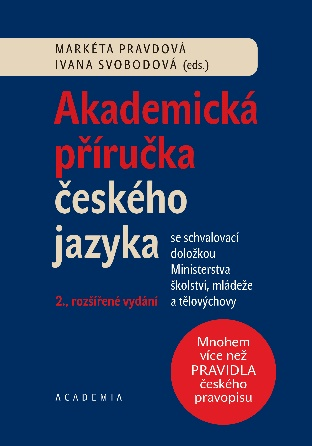 MARKÉTA PRAVDOVÁ
IVANA SVOBODOVÁ (eds.)
Akademická
příručka
českého
jazyka
se schvalovací
doložkou
Ministerstva
školství, mládeže
a tělovýchovy
2., rozšířené vydání
Mnohem
více než
PRAVIDLA
českého
pravopisu
ACADEMIA